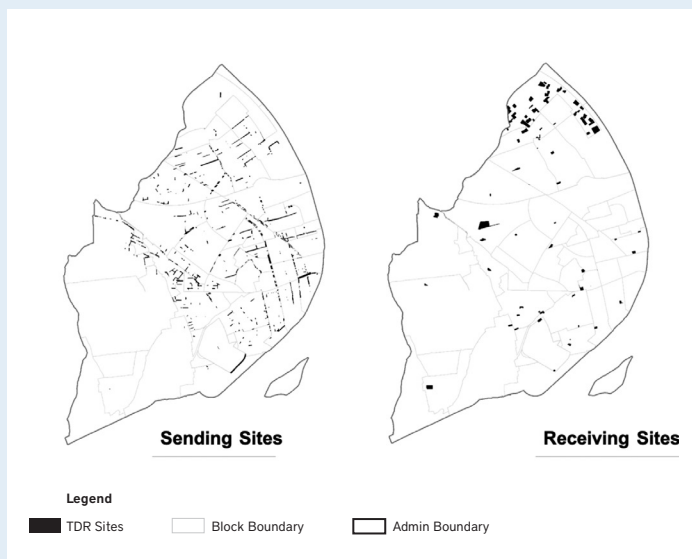 Sending Sites
Receiving Sites
Legend
TDR Sites
Block Boundary
Admin Boundary